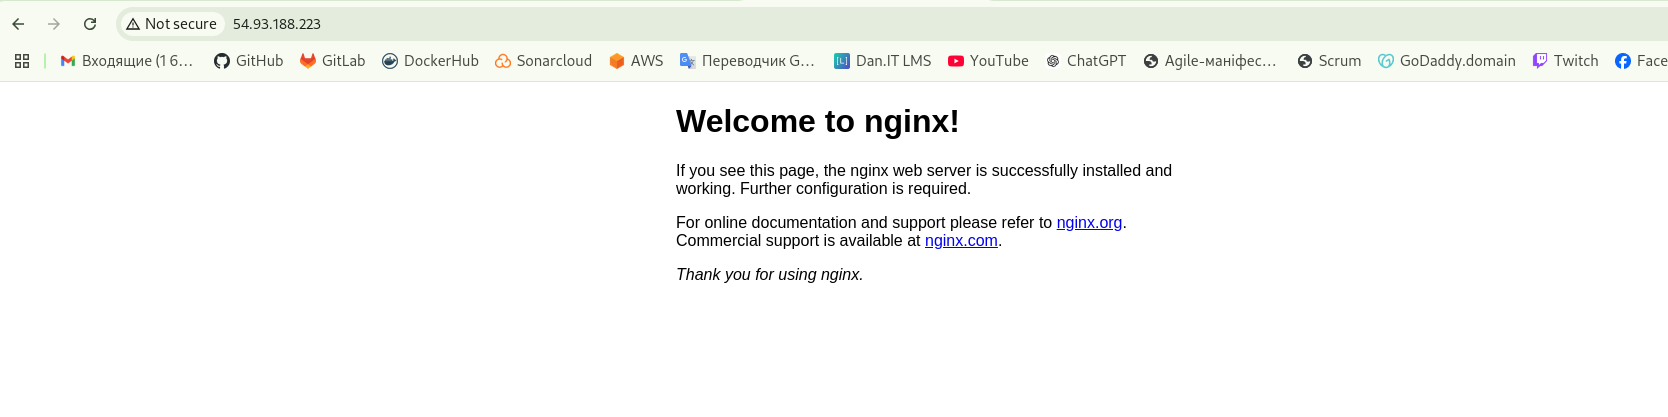 Not secure 54.93.188.223
Входящие (1 6... GitHub GitLab DockerHub Sonarcloud AWS Переводчик G... Dan.IT LMS YouTube ChatGPT Agile-маніфес... Scrum GoDaddy.domain Twitch Face
Welcome to nginx!
If you see this page, the nginx web server is successfully installed and
working. Further configuration is required.
For online documentation and support please refer to nginx.org.
Commercial support is available at nginx.com.
Thank you for using nginx.